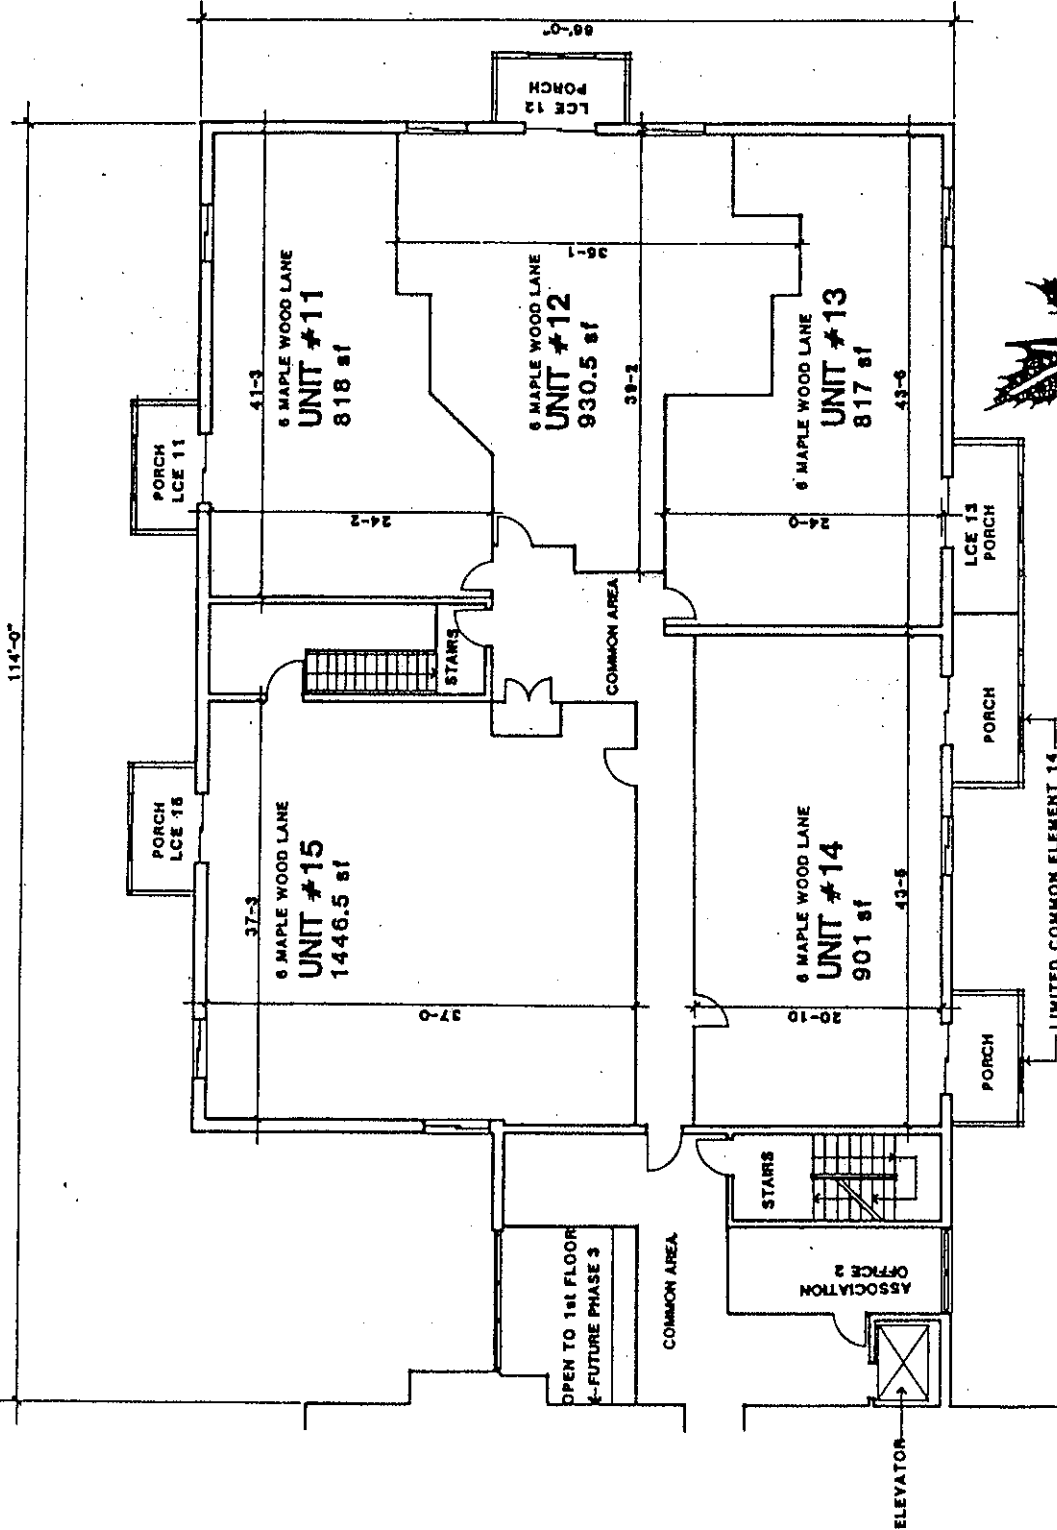 114'-0"
66'-0"
LCE 12
PORCH
PORCH
LCE 11
6 MAPLE WOOD LANE
UNIT #11
818 sf
41-3
24-2
6 MAPLE WOOD LANE
UNIT #12
930.5 sf
36-1
39-2
6 MAPLE WOOD LANE
UNIT #13
817 sf
43-6
24-0
LCE 13
PORCH
STAIRS
COMMON AREA
PORCH
LCE 15
6 MAPLE WOOD LANE
UNIT #15
1446.5 sf
37-3
37-0
6 MAPLE WOOD LANE
UNIT #14
901 sf
43-5
20-10
PORCH
PORCH
LIMITED COMMON ELEMENT 14
STAIRS
OPEN TO 1st FLOOR
FUTURE PHASE 3
COMMON AREA
ASSOCIATION
OFFICE 2
ELEVATOR